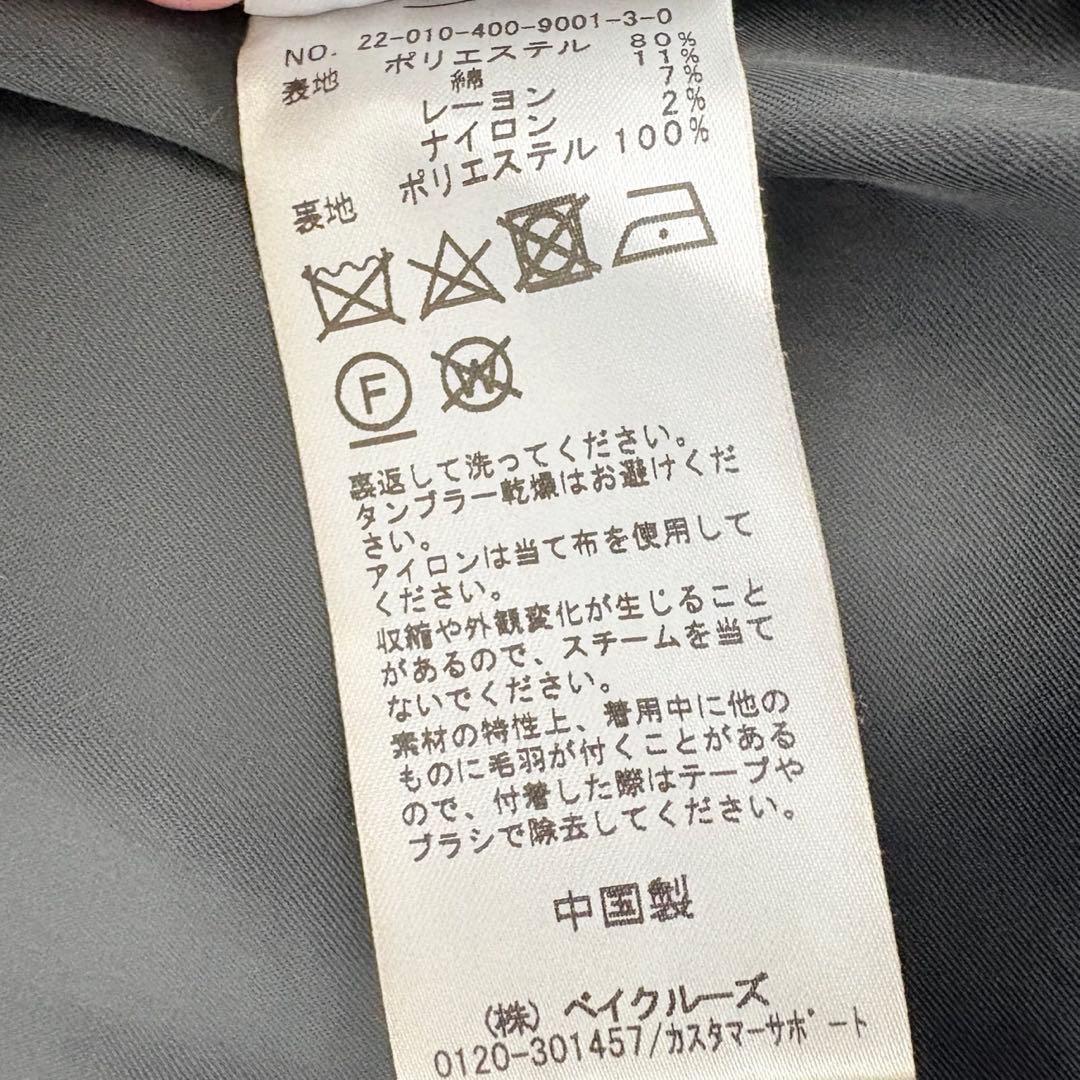 NO. 22-010-400-9001-3-0
表地 ポリエステル 80%
綿 11%
レーヨン 7%
ナイロン 2%
裏地 ポリエステル 100%
F W
裏返して洗ってください。
タンブラー乾燥はお避けくだ
さい。
アイロンは当て布を使用して
ください。
収縮や外観変化が生じること
があるので、スチームを当て
ないでください。
素材の特性上、着用中に他の
ものに毛羽が付くことがある
ので、付着した際はテープや
ブラシで除去してください。
中国製
(株) ベイクルーズ
0120-301457/カスタマーサポート